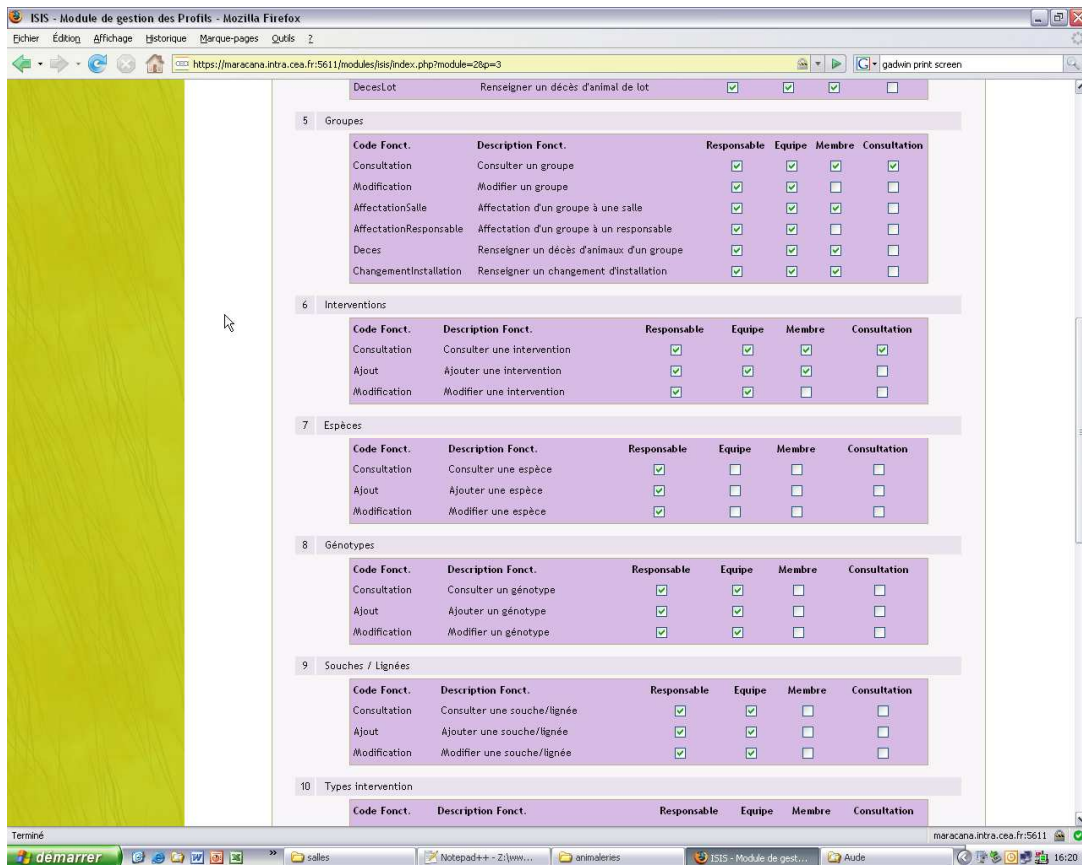 ISIS - Module de gestion des Profils - Mozilla Firefox
Fichier Édition Affichage Historique Marque-pages Outils ?
https://maracana.intra.cea.fr:5611/modules/isis/index.php?module=2&p=3 gadwin print screen
DecesLot Renseigner un décès d'animal de lot
5 Groupes
Code Fonct. Description Fonct. Responsable Equipe Membre Consultation
Consultation Consulter un groupe
Modification Modifier un groupe
AffectationSalle Affectation d'un groupe à une salle
AffectationResponsable Affectation d'un groupe à un responsable
Deces Renseigner un décès d'animaux d'un groupe
ChangementInstallation Renseigner un changement d'installation
6 Interventions
Code Fonct. Description Fonct. Responsable Equipe Membre Consultation
Consultation Consulter une intervention
Ajout Ajouter une intervention
Modification Modifier une intervention
7 Espèces
Code Fonct. Description Fonct. Responsable Equipe Membre Consultation
Consultation Consulter une espèce
Ajout Ajouter une espèce
Modification Modifier une espèce
8 Génotypes
Code Fonct. Description Fonct. Responsable Equipe Membre Consultation
Consultation Consulter un génotype
Ajout Ajouter un génotype
Modification Modifier un génotype
9 Souches / Lignées
Code Fonct. Description Fonct. Responsable Equipe Membre Consultation
Consultation Consulter une souche/lignée
Ajout Ajouter une souche/lignée
Modification Modifier une souche/lignée
10 Types intervention
Code Fonct. Description Fonct. Responsable Equipe Membre Consultation
Terminé maracana.intra.cea.fr:5611
démarrer » salles Notepad++ - Z:\ww... animaleries ISIS - Module de gest... Aude 16:20